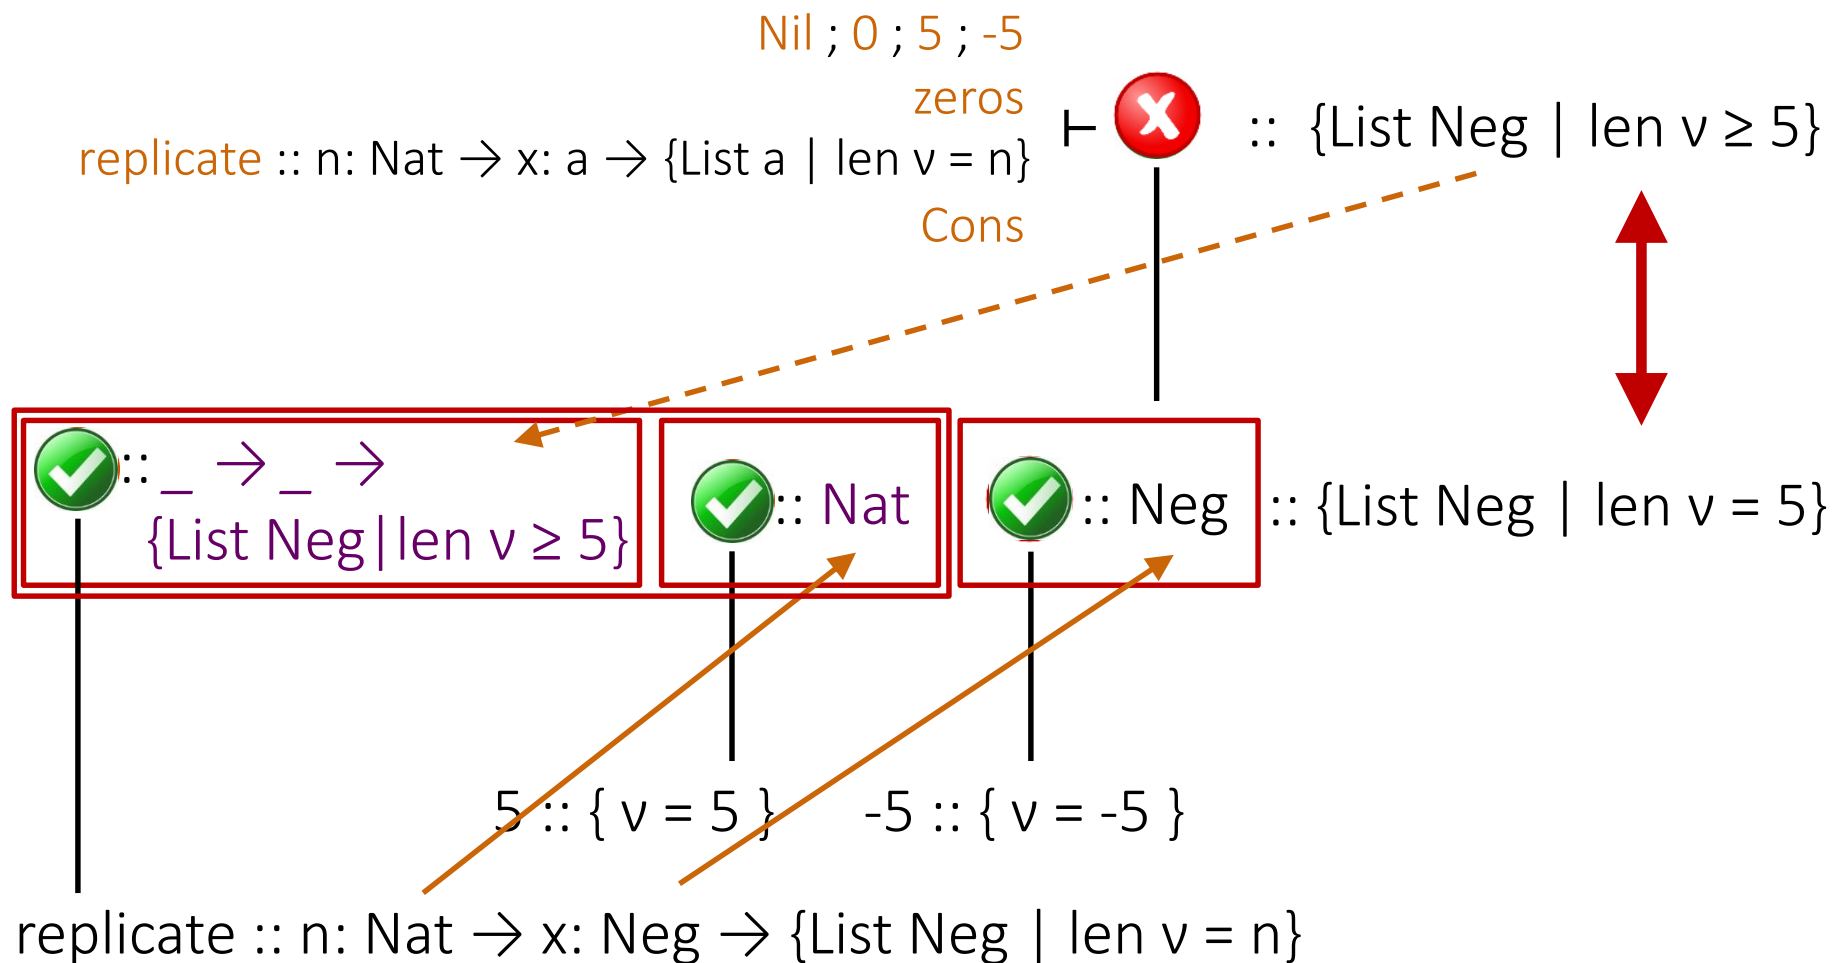 Nil ; 0 ; 5 ; -5
zeros
replicate :: n: Nat → x: a → {List a | len ν = n}
⊢ :: {List Neg | len ν ≥ 5}
Cons
:: _ → _ →
{List Neg|len ν ≥ 5}
:: Nat
:: Neg
:: {List Neg | len ν = 5}
5 :: { ν = 5 }
-5 :: { ν = -5 }
replicate :: n: Nat → x: Neg → {List Neg | len ν = n}